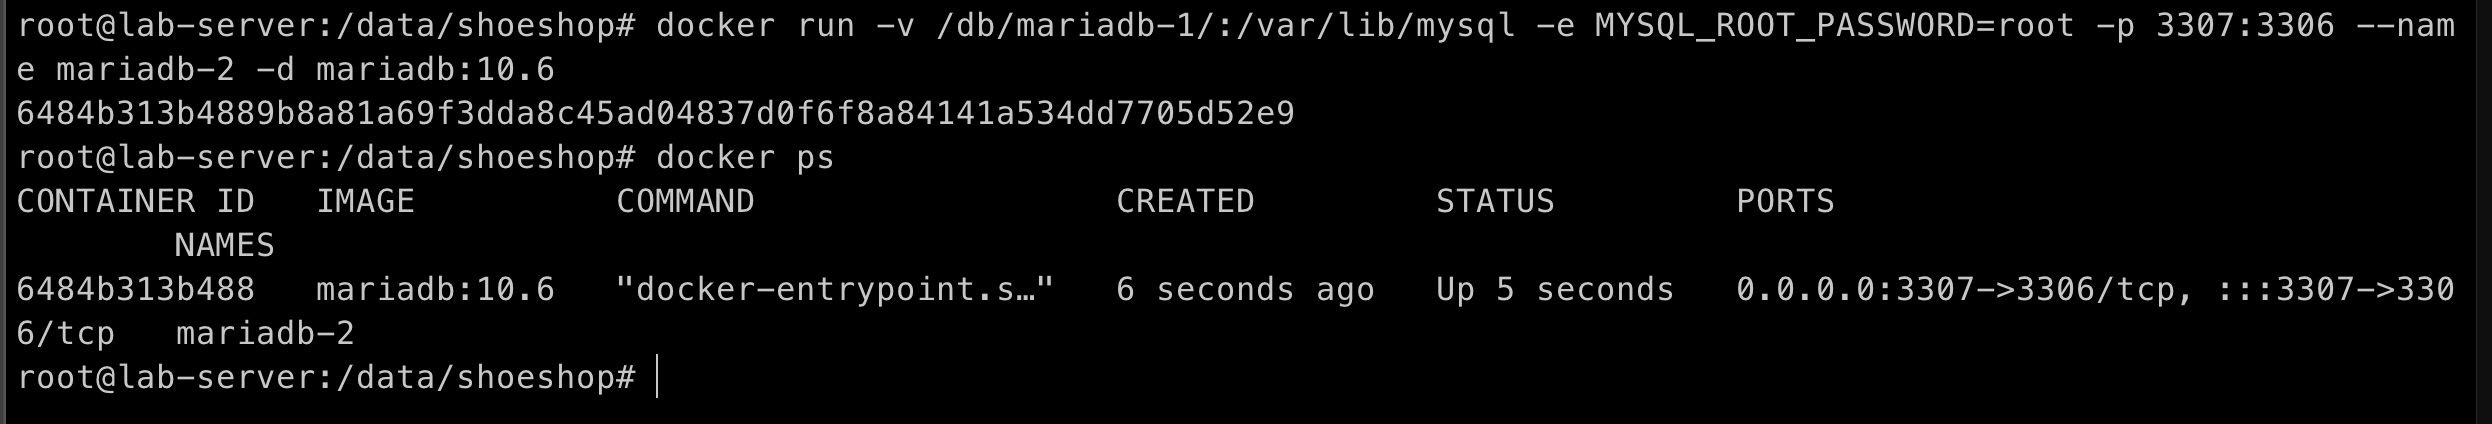 root@lab-server:/data/shoeshop# docker run -v /db/mariadb-1/:/var/lib/mysql -e MYSQL_ROOT_PASSWORD=root -p 3307:3306 --nam
e mariadb-2 -d mariadb:10.6
6484b313b4889b8a81a69f3dda8c45ad04837d0f6f8a84141a534dd7705d52e9
root@lab-server:/data/shoeshop# docker ps
CONTAINER ID   IMAGE          COMMAND                  CREATED         STATUS         PORTS
        NAMES
6484b313b488   mariadb:10.6   "docker-entrypoint.s…"   6 seconds ago   Up 5 seconds   0.0.0.0:3307->3306/tcp, :::3307->330
6/tcp   mariadb-2
root@lab-server:/data/shoeshop#